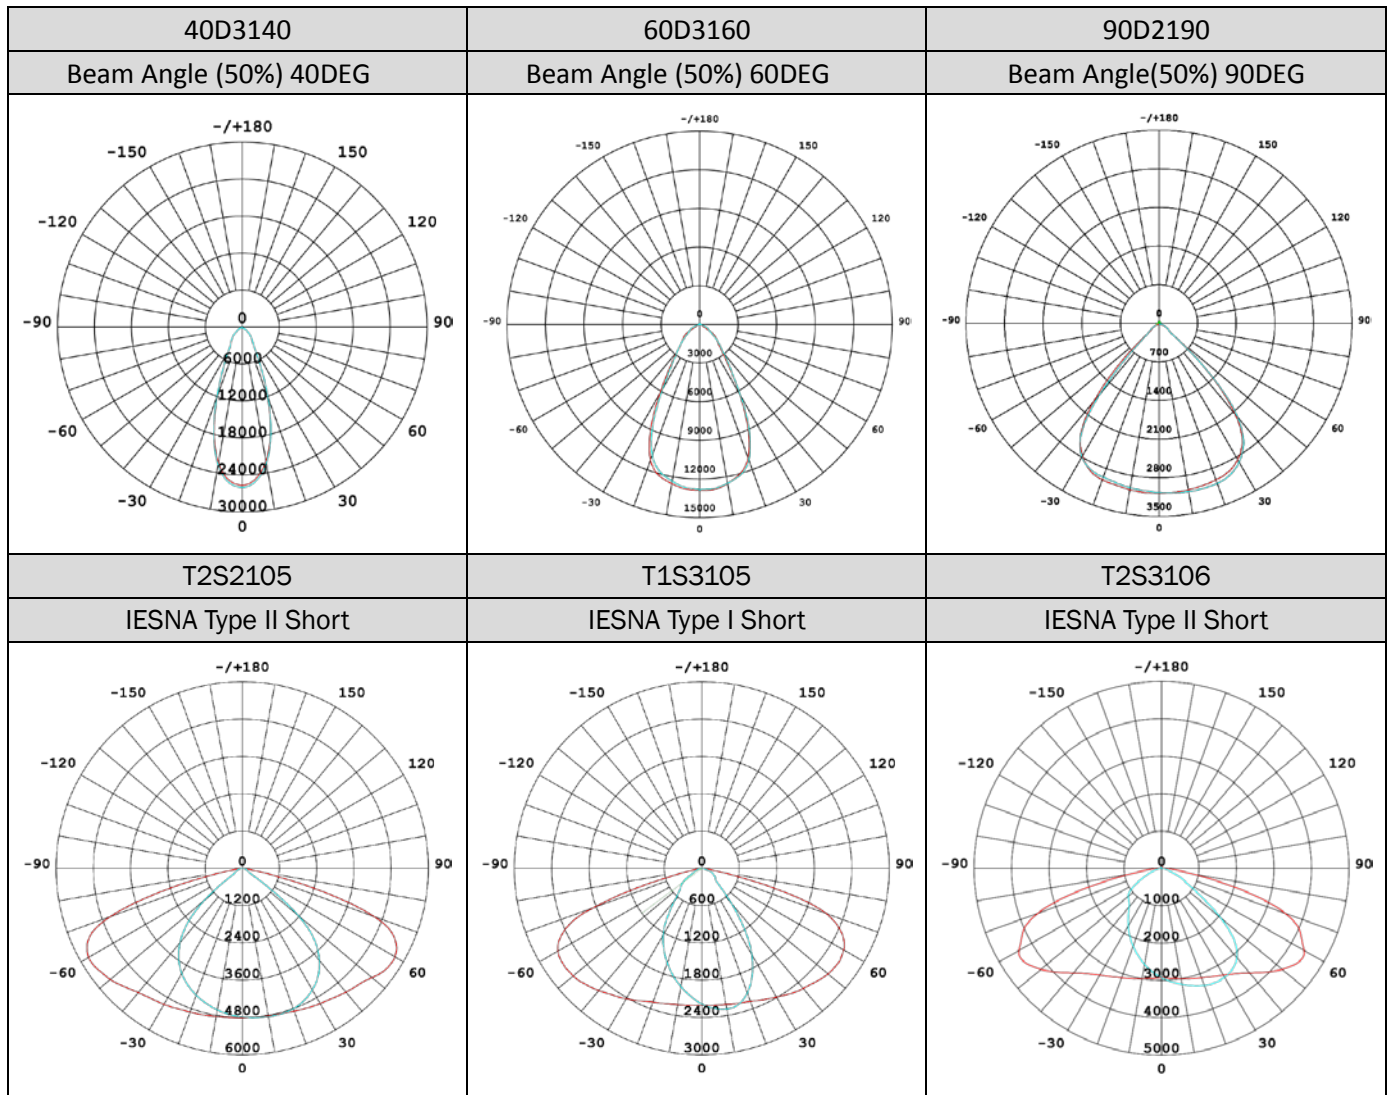 40D3140 60D3160 90D2190
Beam Angle (50%) 40DEG Beam Angle (50%) 60DEG Beam Angle(50%) 90DEG
-/+180
-150 150
-120 120
-90 0 90
6000
12000
-60 18000 60
24000
-30 30000 30
0
-/+180
-150 150
-120 120
-90 0 90
3000
6000
-60 9000 60
12000
-30 15000 30
0
-/+180
-150 150
-120 120
-90 0 90
700
1400
-60 2100 60
2800
-30 3500 30
0
T2S2105 T1S3105 T2S3106
IESNA Type II Short IESNA Type I Short IESNA Type II Short
-/+180
-150 150
-120 120
-90 0 90
1200
2400
-60 3600 60
4800
-30 6000 30
0
-/+180
-150 150
-120 120
-90 0 90
600
1200
-60 1800 60
2400
-30 3000 30
0
-/+180
-150 150
-120 120
-90 0 90
1000
2000
-60 3000 60
4000
-30 5000 30
0